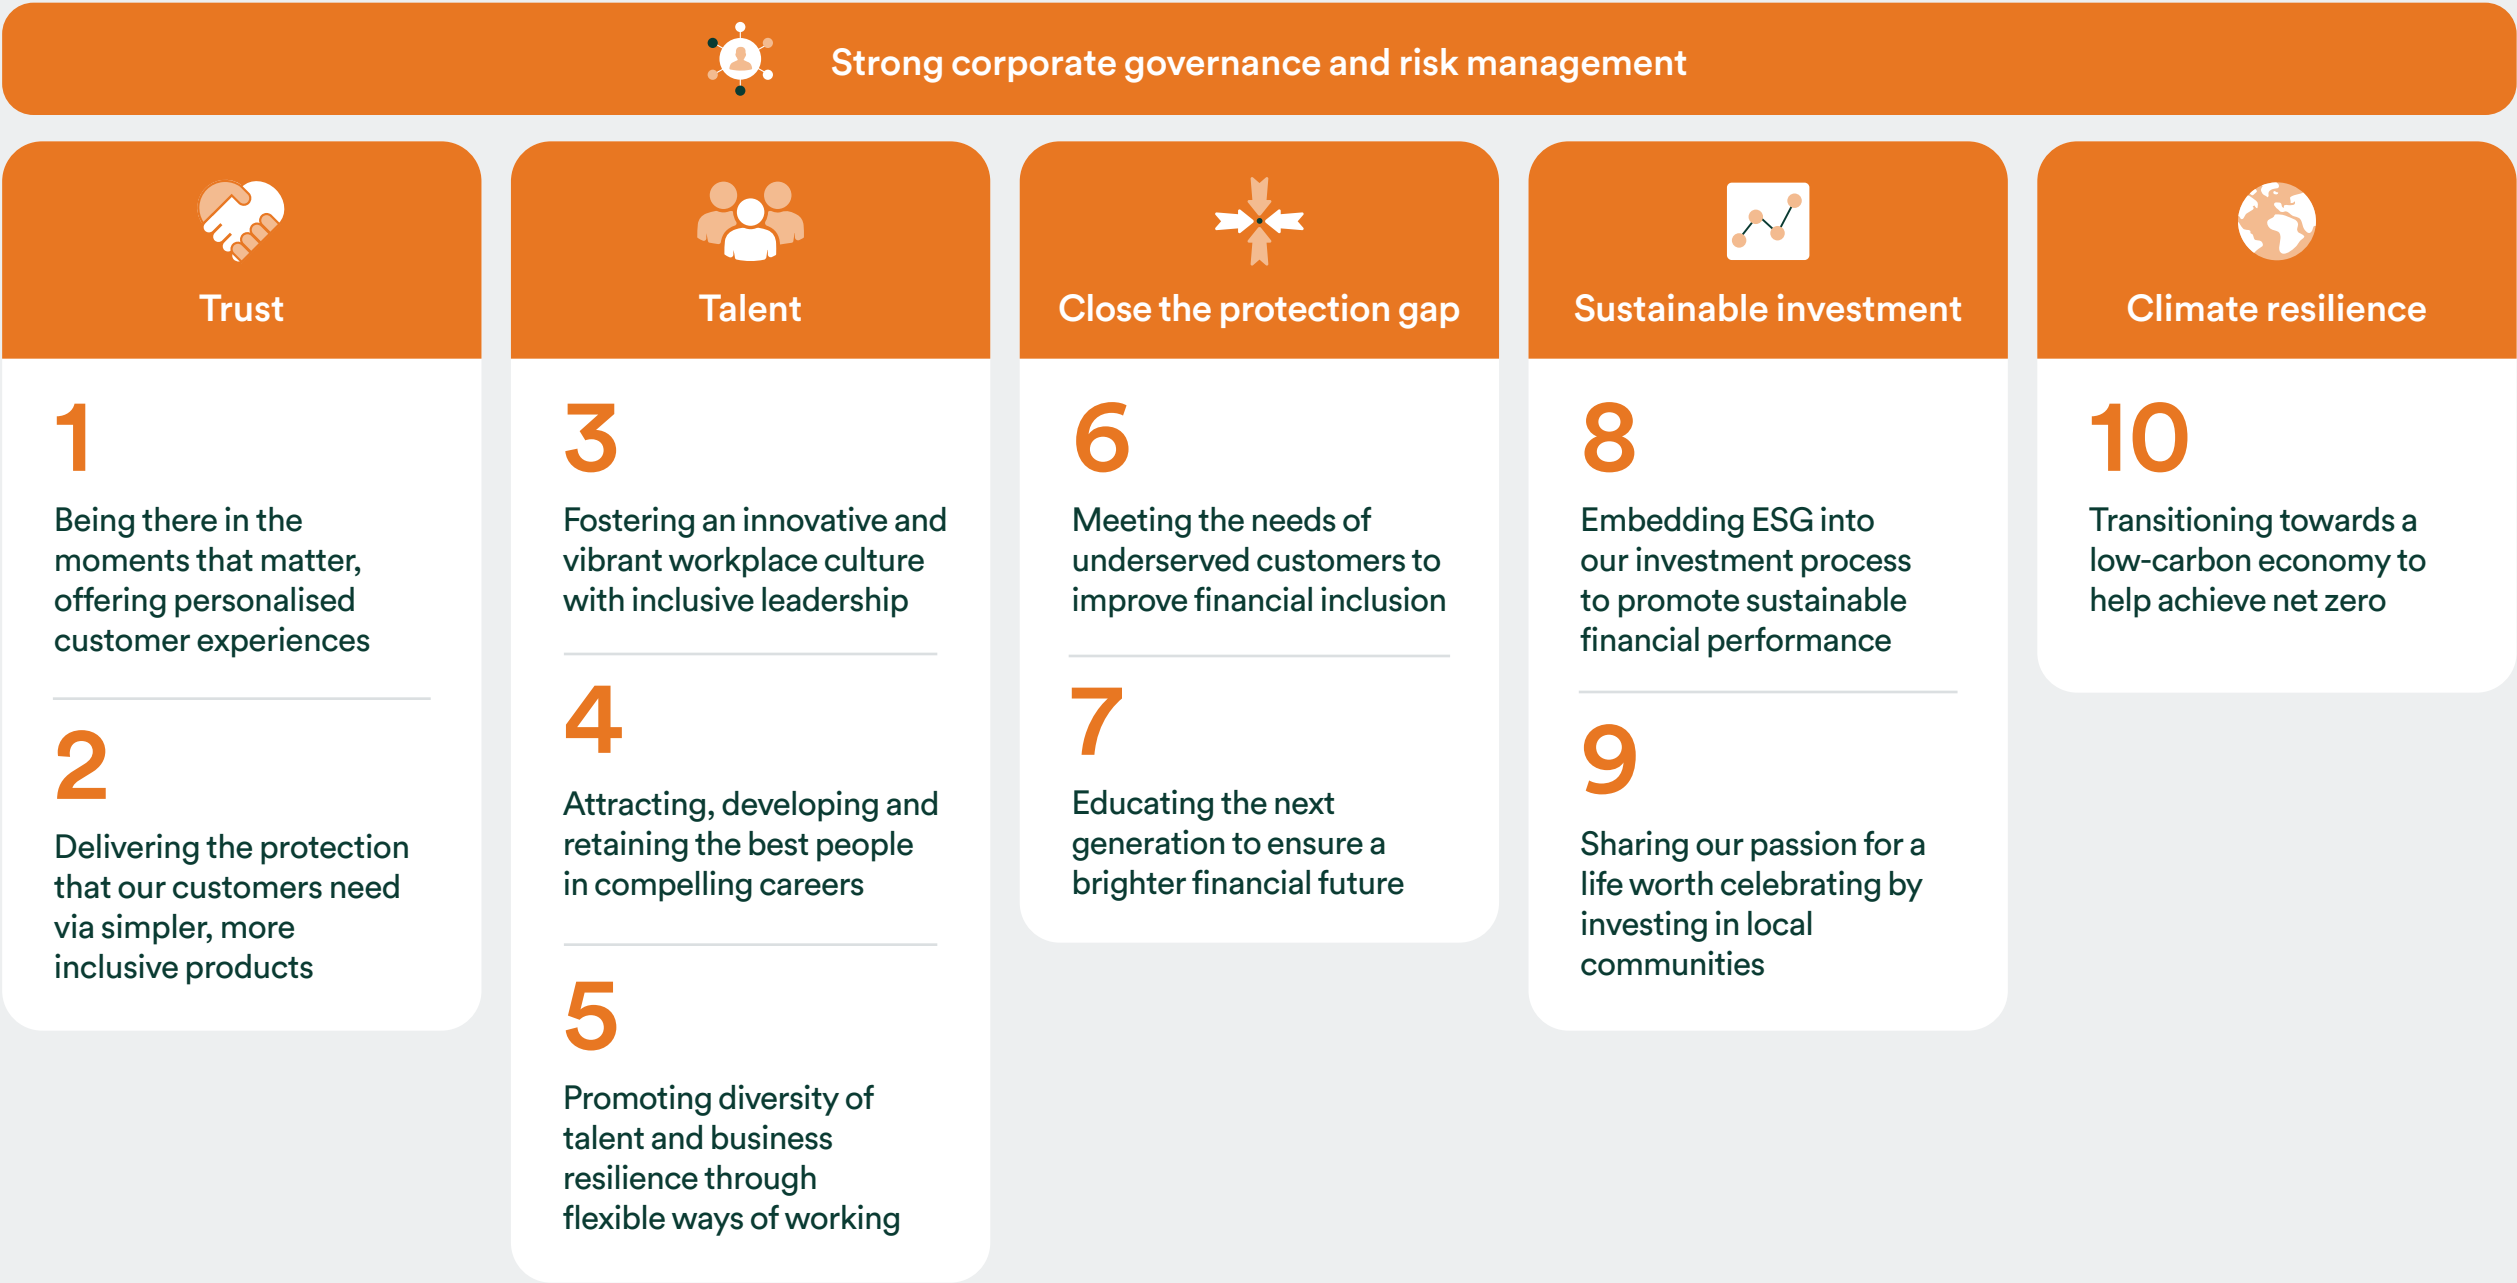 Strong corporate governance and risk management
Trust
1
Being there in the
moments that matter,
offering personalised
customer experiences
2
Delivering the protection
that our customers need
via simpler, more
inclusive products
Talent
3
Fostering an innovative and
vibrant workplace culture
with inclusive leadership
4
Attracting, developing and
retaining the best people
in compelling careers
5
Promoting diversity of
talent and business
resilience through
flexible ways of working
Close the protection gap
6
Meeting the needs of
underserved customers to
improve financial inclusion
7
Educating the next
generation to ensure a
brighter financial future
Sustainable investment
8
Embedding ESG into
our investment process
to promote sustainable
financial performance
9
Sharing our passion for a
life worth celebrating by
investing in local
communities
Climate resilience
10
Transitioning towards a
low-carbon economy to
help achieve net zero